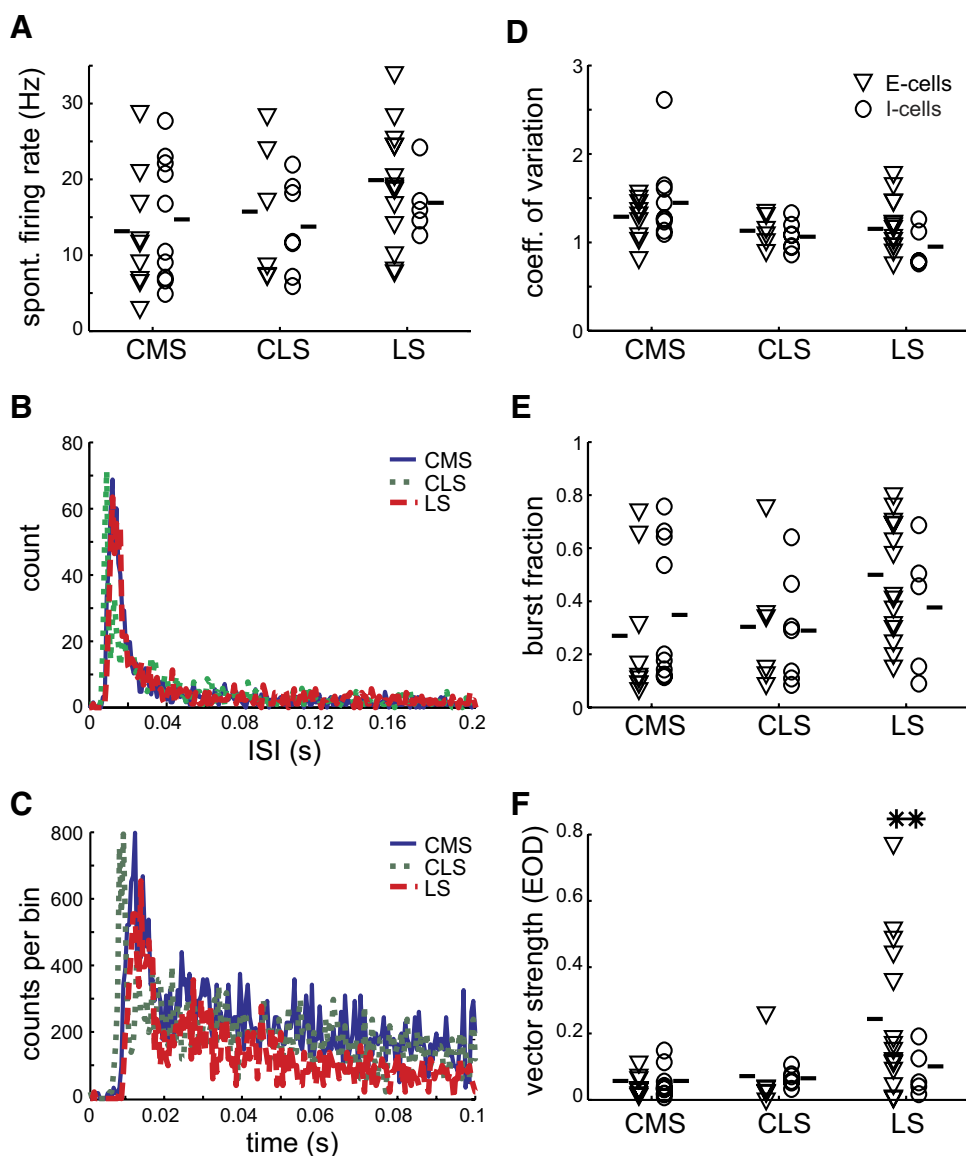 A
spont. firing rate (Hz)
30
20
10
0
CMS
CLS
LS
B
count
80
60
40
20
0
0
0.04
0.08
0.12
0.16
0.2
ISI (s)
CMS
CLS
LS
C
counts per bin
800
600
400
200
0
0
0.02
0.04
0.06
0.08
0.1
time (s)
CMS
CLS
LS
D
coeff. of variation
3
2
1
0
E-cells
I-cells
CMS
CLS
LS
E
burst fraction
1
0.8
0.6
0.4
0.2
0
CMS
CLS
LS
F
vector strength (EOD)
0.8
0.6
0.4
0.2
0
**
CMS
CLS
LS